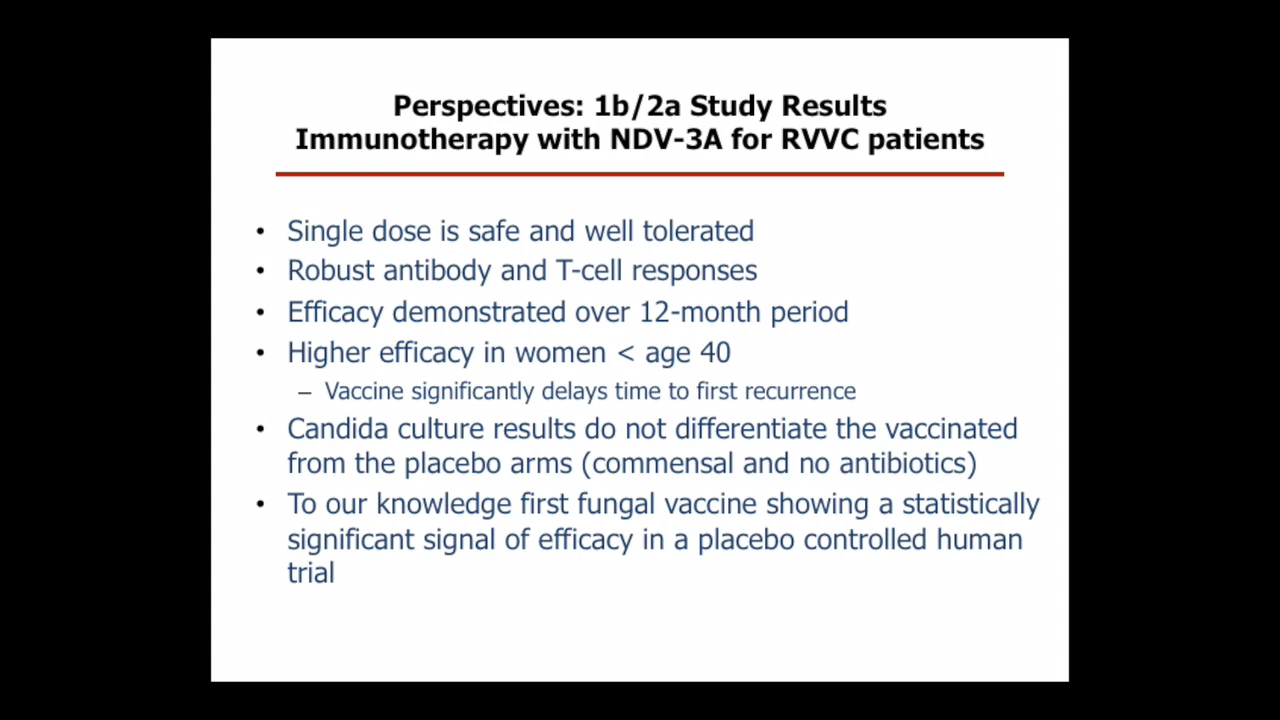 Perspectives: 1b/2a Study Results
Immunotherapy with NDV-3A for RVVC patients
• Single dose is safe and well tolerated
• Robust antibody and T-cell responses
• Efficacy demonstrated over 12-month period
• Higher efficacy in women < age 40
– Vaccine significantly delays time to first recurrence
• Candida culture results do not differentiate the vaccinated
from the placebo arms (commensal and no antibiotics)
• To our knowledge first fungal vaccine showing a statistically
significant signal of efficacy in a placebo controlled human
trial